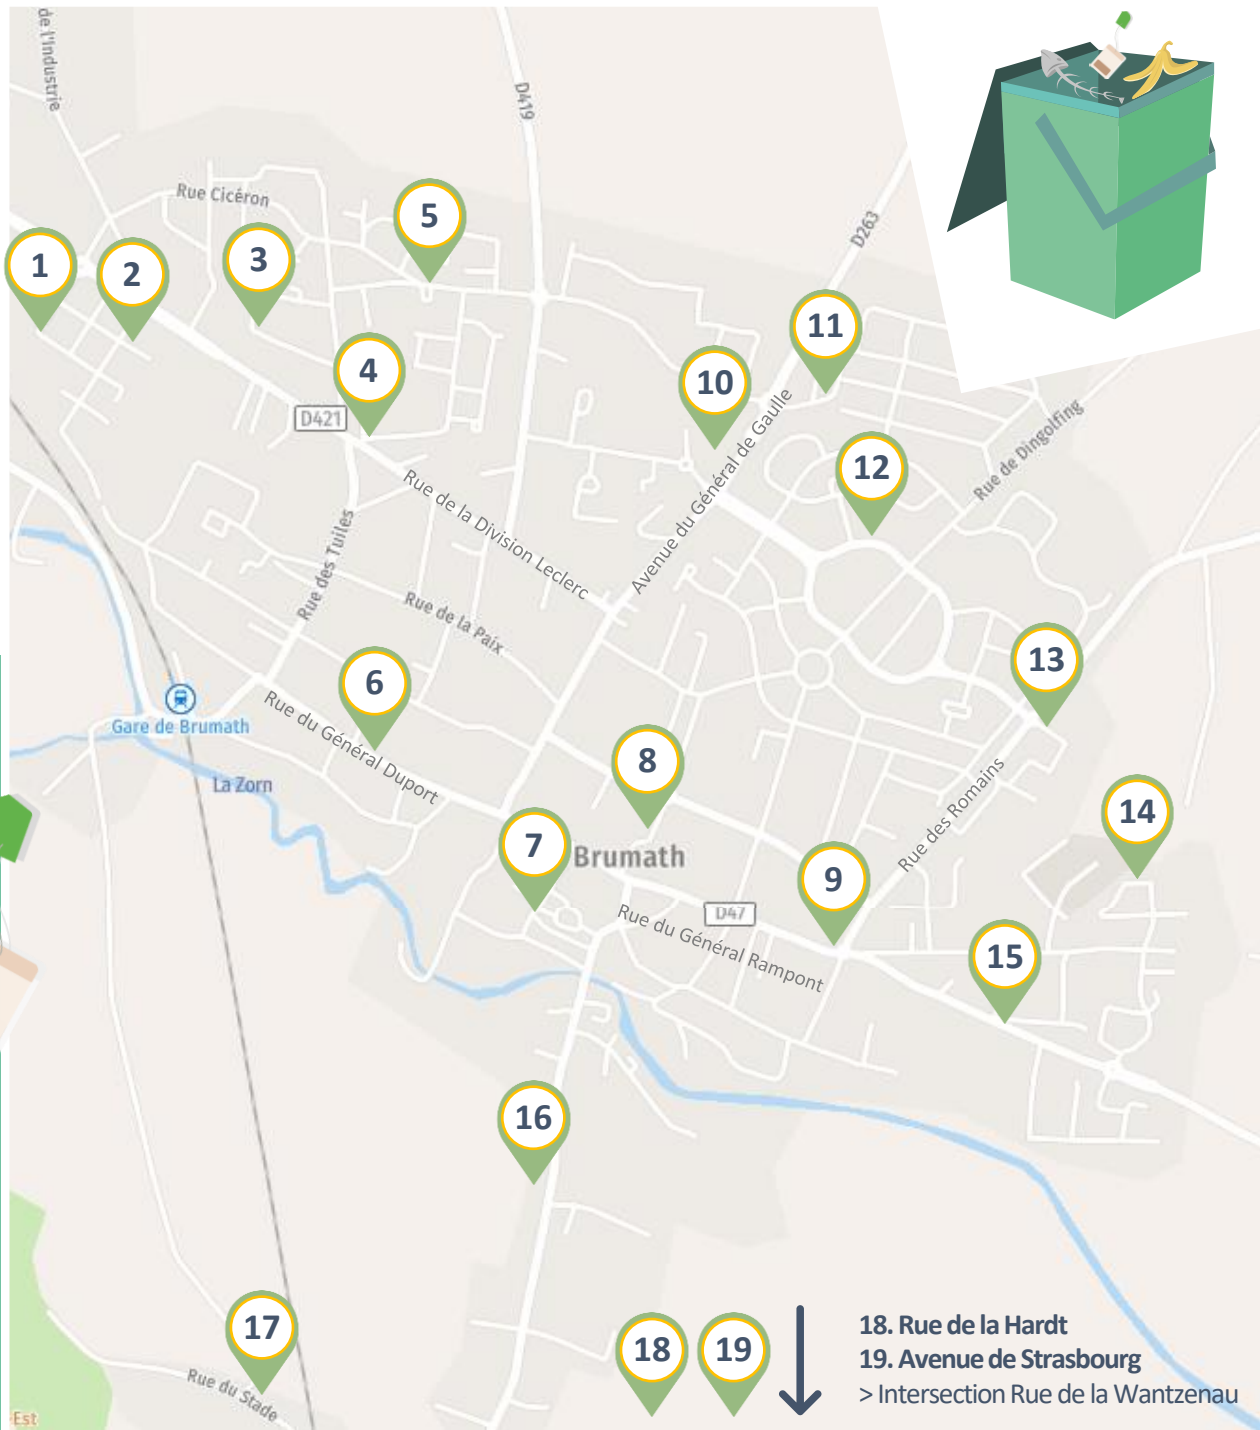 de l'Industrie
D419
Rue Cicéron
D263
1
2
3
5
11
4
10
D421
12
Rue de Dingolfing
Rue de la Division Leclerc
Avenue du Général de Gaulle
Rue des Tuiles
Rue de la Paix
6
13
Gare de Brumath
Rue du Général Duport
La Zorn
8
Rue des Romains
14
7
Brumath
9
D47
Rue du Général Rampont
15
16
17
Rue du Stade
-Est
18
19
18. Rue de la Hardt
19. Avenue de Strasbourg
> Intersection Rue de la Wantzenau